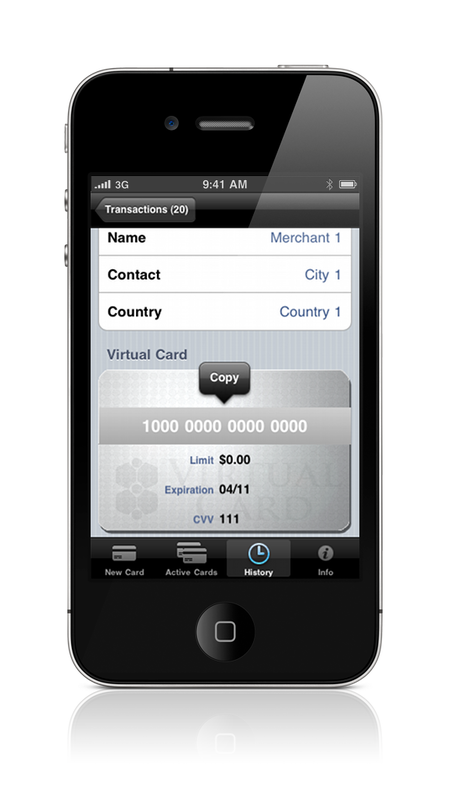 3G 9:41 AM
Transactions (20)
Name Merchant 1
Contact City 1
Country Country 1
Virtual Card
Copy
1000 0000 0000 0000
VIRTUAL
CARD
Limit $0.00
Expiration 04/11
CVV 111
New Card Active Cards History Info